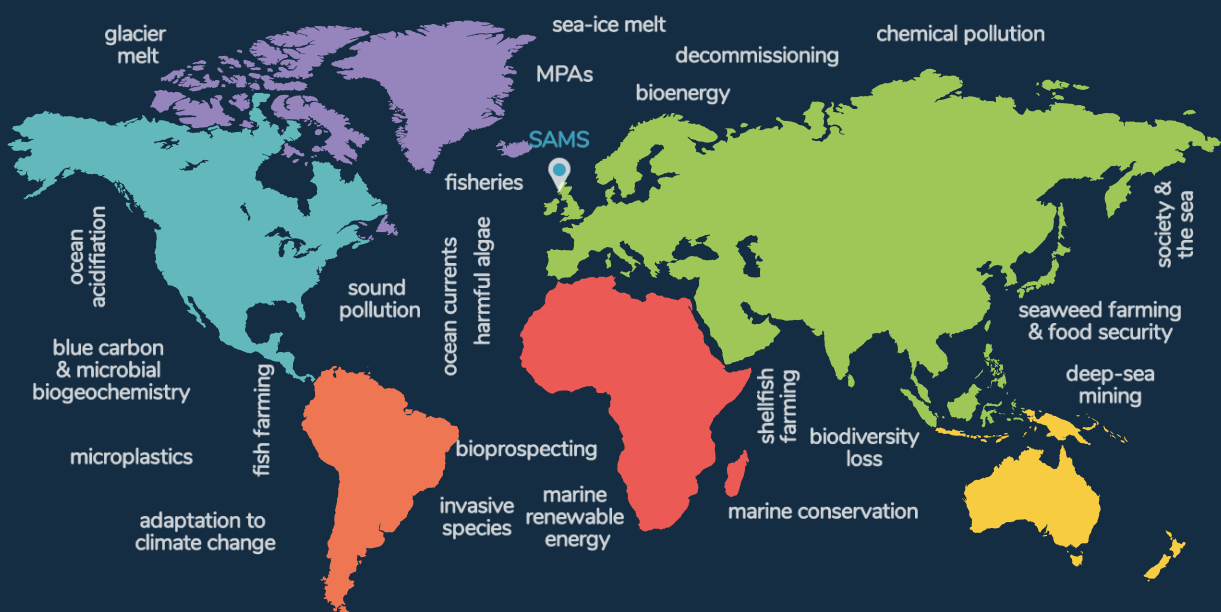 glacier
melt
sea-ice melt
decommissioning
chemical pollution
MPAs
bioenergy
SAMS
fisheries
society &
the sea
ocean
acidifiation
sound
pollution
ocean currents
harmful algae
seaweed farming
& food security
blue carbon
& microbial
biogeochemistry
fish farming
shellfish
farming
deep-sea
mining
microplastics
bioprospecting
biodiversity
loss
adaptation to
climate change
invasive
species
marine
renewable
energy
marine conservation